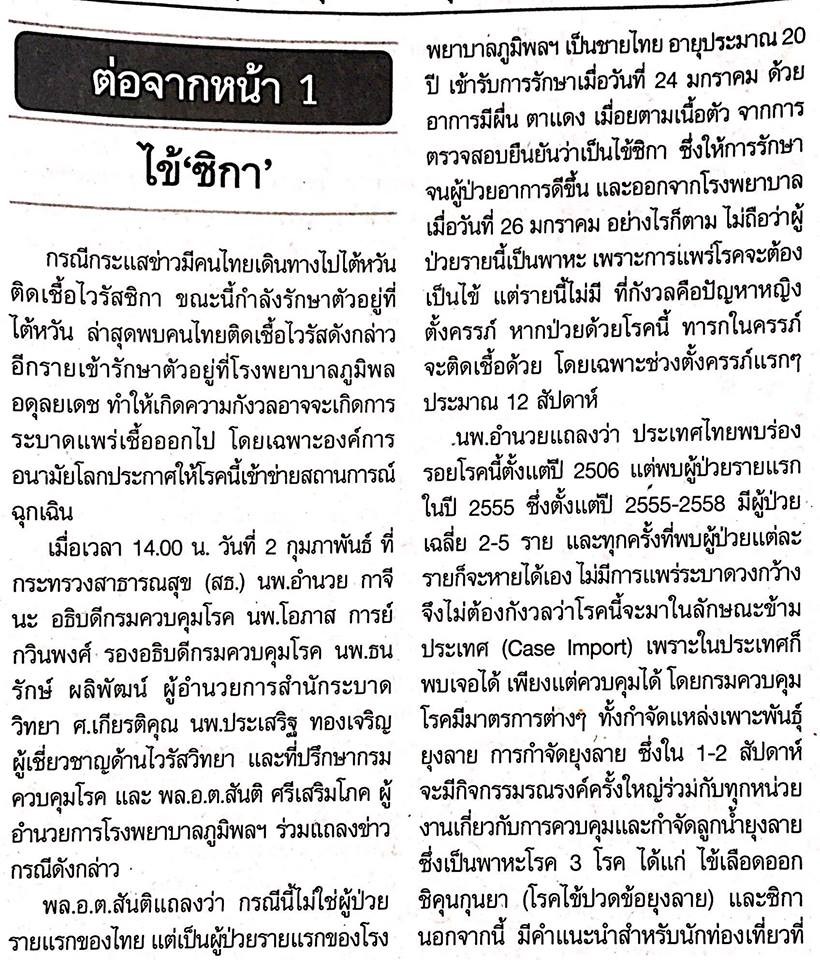 ต่อจากหน้า 1
ไข้‘ซิกา’
กรณีกระแสข่าวมีคนไทยเดินทางไปไต้หวัน
ติดเชื้อไวรัสซิกา ขณะนี้กำลังรักษาตัวอยู่ที่
ไต้หวัน ล่าสุดพบคนไทยติดเชื้อไวรัสดังกล่าว
อีกรายเข้ารักษาตัวอยู่ที่โรงพยาบาลภูมิพล
อดุลยเดช ทำให้เกิดความกังวลอาจจะเกิดการ
ระบาดแพร่เชื้อออกไป โดยเฉพาะองค์การ
อนามัยโลกประกาศให้โรคนี้เข้าข่ายสถานการณ์
ฉุกเฉิน
เมื่อเวลา 14.00 น. วันที่ 2 กุมภาพันธ์ ที่
กระทรวงสาธารณสุข (สธ.) นพ.อำนวย กาจี
นะ อธิบดีกรมควบคุมโรค นพ.โอภาส การย์
กวินพงศ์ รองอธิบดีกรมควบคุมโรค นพ.ธน
รักษ์ ผลิพัฒน์ ผู้อำนวยการสำนักระบาด
วิทยา ศ.เกียรติคุณ นพ.ประเสริฐ ทองเจริญ
ผู้เชี่ยวชาญด้านไวรัสวิทยา และที่ปรึกษากรม
ควบคุมโรค และ พล.อ.ต.สันติ ศรีเสริมโภค ผู้
อำนวยการโรงพยาบาลภูมิพลฯ ร่วมแถลงข่าว
กรณีดังกล่าว
พล.อ.ต.สันติแถลงว่า กรณีนี้ไม่ใช่ผู้ป่วย
รายแรกของไทย แต่เป็นผู้ป่วยรายแรกของโรง
พยาบาลภูมิพลฯ เป็นชายไทย อายุประมาณ 20
ปี เข้ารับการรักษาเมื่อวันที่ 24 มกราคม ด้วย
อาการมีผื่น ตาแดง เมื่อยตามเนื้อตัว จากการ
ตรวจสอบยืนยันว่าเป็นไข้ซิกา ซึ่งให้การรักษา
จนผู้ป่วยอาการดีขึ้น และออกจากโรงพยาบาล
เมื่อวันที่ 26 มกราคม อย่างไรก็ตาม ไม่ถือว่าผู้
ป่วยรายนี้เป็นพาหะ เพราะการแพร่โรคจะต้อง
เป็นไข้ แต่รายนี้ไม่มี ที่กังวลคือปัญหาหญิง
ตั้งครรภ์ หากป่วยด้วยโรคนี้ ทารกในครรภ์
จะติดเชื้อด้วย โดยเฉพาะช่วงตั้งครรภ์แรกๆ
ประมาณ 12 สัปดาห์
นพ.อำนวยแถลงว่า ประเทศไทยพบร่อง
รอยโรคนี้ตั้งแต่ปี 2506 แต่พบผู้ป่วยรายแรก
ในปี 2555 ซึ่งตั้งแต่ปี 2555-2558 มีผู้ป่วย
เฉลี่ย 2-5 ราย และทุกครั้งที่พบผู้ป่วยแต่ละ
รายก็จะหายได้เอง ไม่มีการแพร่ระบาดวงกว้าง
จึงไม่ต้องกังวลว่าโรคนี้จะมาในลักษณะข้าม
ประเทศ (Case Import) เพราะในประเทศก็
พบเจอได้ เพียงแต่ควบคุมได้ โดยกรมควบคุม
โรคมีมาตรการต่างๆ ทั้งกำจัดแหล่งเพาะพันธุ์
ยุงลาย การกำจัดยุงลาย ซึ่งใน 1-2 สัปดาห์
จะมีกิจกรรมรณรงค์ครั้งใหญ่ร่วมกับทุกหน่วย
งานเกี่ยวกับการควบคุมและกำจัดลูกน้ำยุงลาย
ซึ่งเป็นพาหะโรค 3 โรค ได้แก่ ไข้เลือดออก
ชิคุนกุนยา (โรคไข้ปวดข้อยุงลาย) และซิกา
นอกจากนี้ มีคำแนะนำสำหรับนักท่องเที่ยวที่